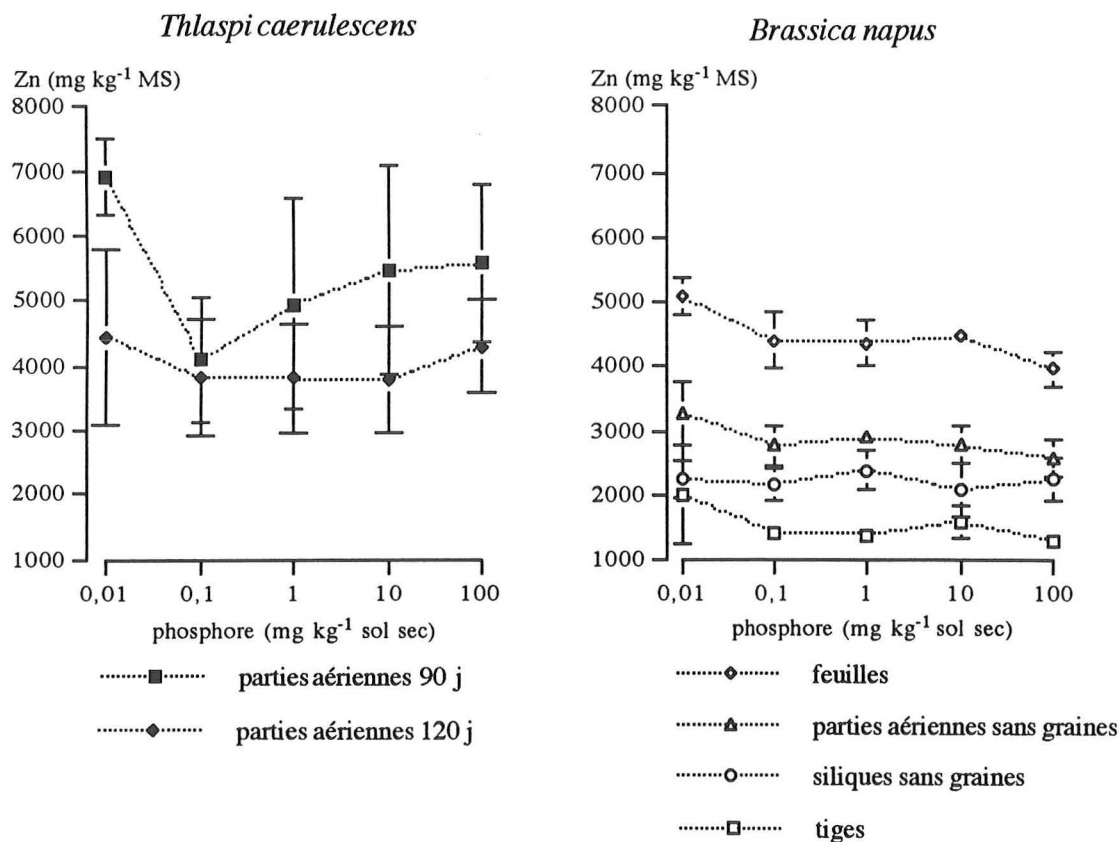 Thlaspi caerulescens
Zn (mg kg-1 MS)
8000
7000
6000
5000
4000
3000
2000
1000
0,01 0,1 1 10 100
phosphore (mg kg-1 sol sec)
parties aériennes 90 j
parties aériennes 120 j
Brassica napus
Zn (mg kg-1 MS)
8000
7000
6000
5000
4000
3000
2000
1000
0,01 0,1 1 10 100
phosphore (mg kg-1 sol sec)
feuilles
parties aériennes sans graines
siliques sans graines
tiges